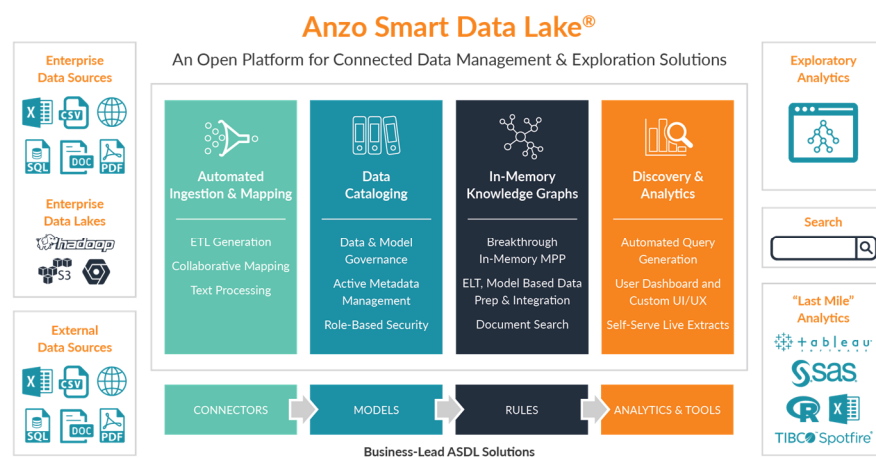 Anzo Smart Data Lake®
An Open Platform for Connected Data Management & Exploration Solutions
Enterprise
Data Sources
X
CSV
SQL
DOC
PDF
Enterprise
Data Lakes
hadoop
S3
External
Data Sources
X
CSV
SQL
DOC
PDF
Automated
Ingestion & Mapping
ETL Generation
Collaborative Mapping
Text Processing
Data
Cataloging
Data & Model
Governance
Active Metadata
Management
Role-Based Security
In-Memory
Knowledge Graphs
Breakthrough
In-Memory MPP
ELT, Model Based Data
Prep & Integration
Document Search
Discovery &
Analytics
Automated Query
Generation
User Dashboard and
Custom UI/UX
Self-Serve Live Extracts
CONNECTORS
MODELS
RULES
ANALYTICS & TOOLS
Business-Lead ASDL Solutions
Exploratory
Analytics
Search
“Last Mile”
Analytics
+ableau
SOFTWARE
sas
R
X
TIBCO Spotfire®